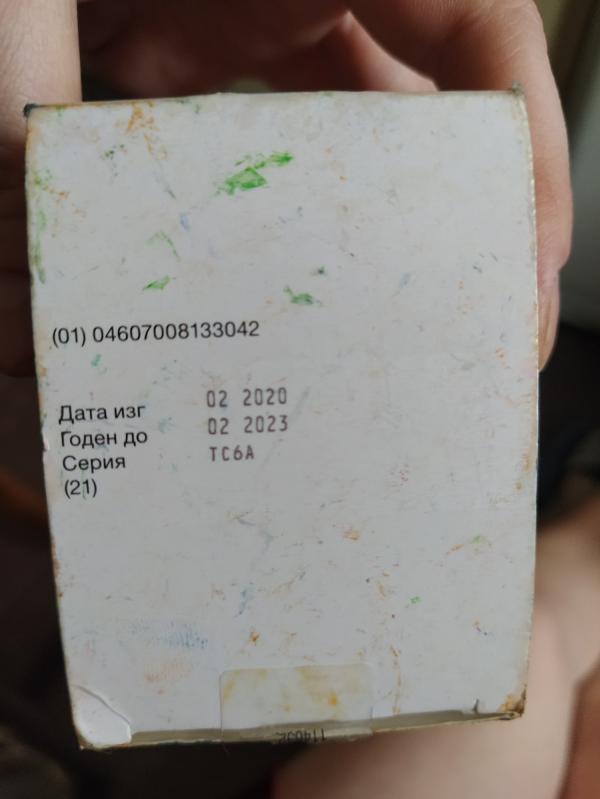 (01) 04607008133042
Дата изг 02 2020
Годен до 02 2023
Серия TC6A
(21)